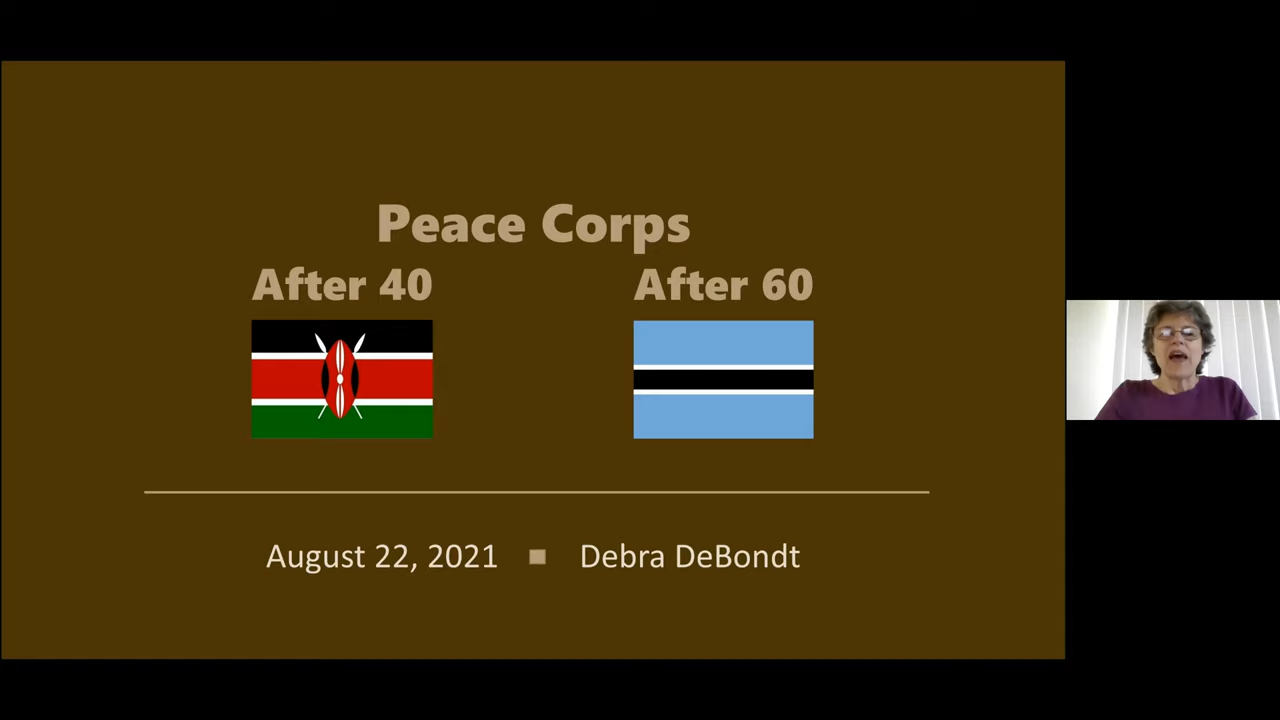 Peace Corps
After 40 After 60
August 22, 2021 ▪ Debra DeBondt